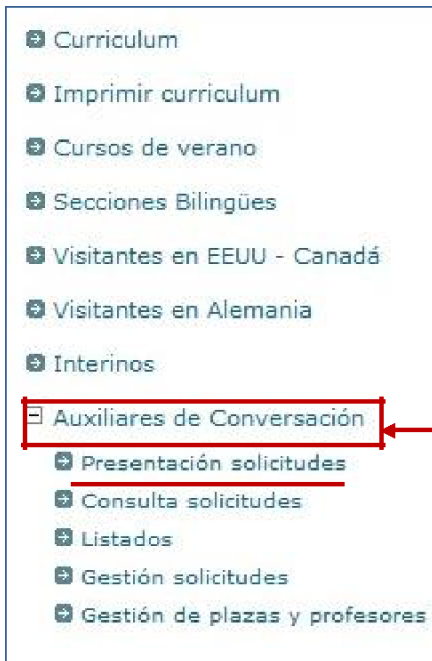 Curriculum
Imprimir curriculum
Cursos de verano
Secciones Bilingües
Visitantes en EEUU - Canadá
Visitantes en Alemania
Interinos
Auxiliares de Conversación
Presentación solicitudes
Consulta solicitudes
Listados
Gestión solicitudes
Gestión de plazas y profesores